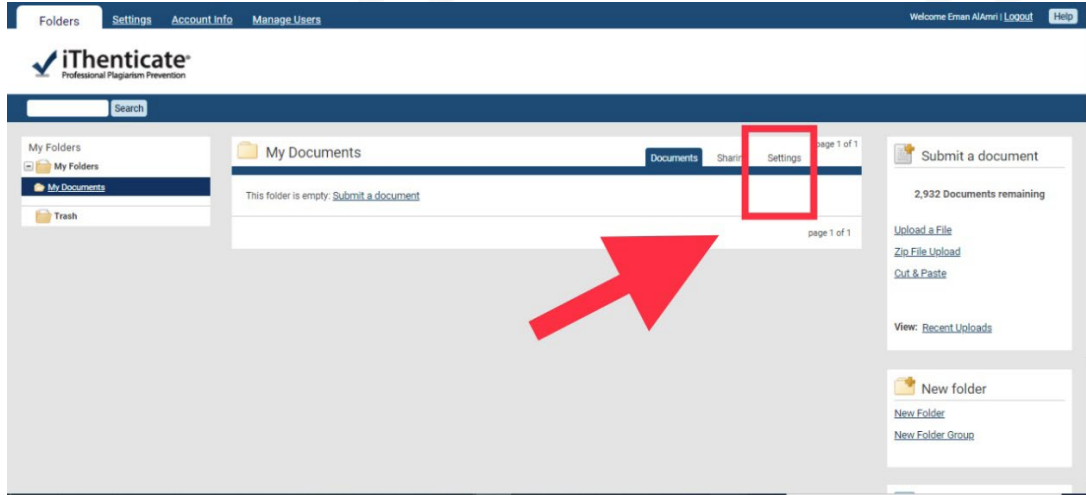 Folders Settings Account Info Manage Users Welcome Eman AlAmri | Logout Help
iThenticate®
Professional Plagiarism Prevention
Search
My Folders
My Folders
My Documents
Trash
My Documents
page 1 of 1
Documents Sharin Settings
This folder is empty: Submit a document
page 1 of 1
Submit a document
2,932 Documents remaining
Upload a File
Zip File Upload
Cut & Paste
View: Recent Uploads
New folder
New Folder
New Folder Group